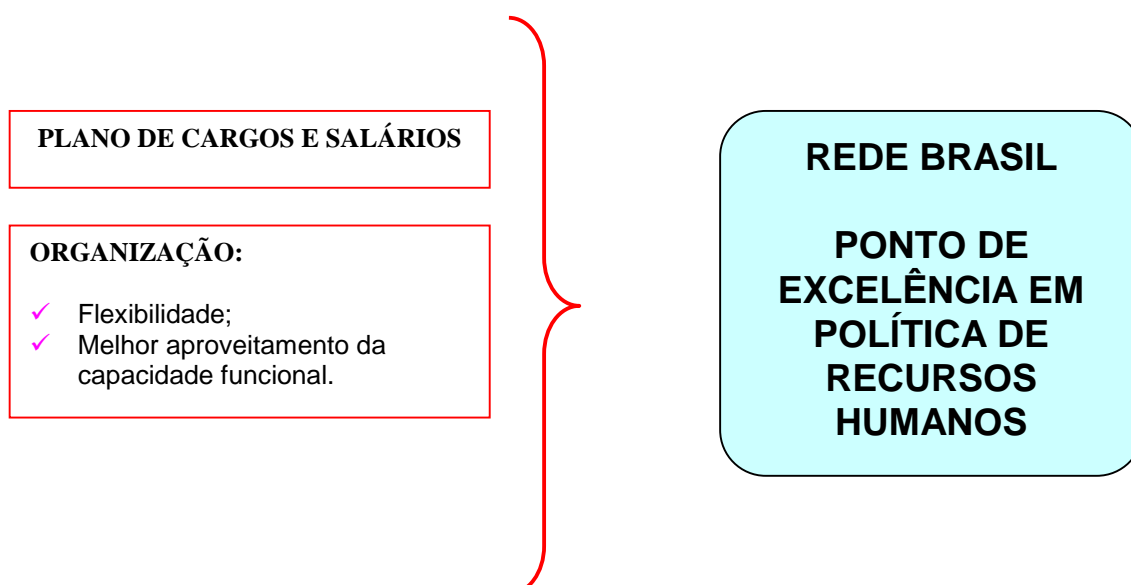 PLANO DE CARGOS E SALÁRIOS
ORGANIZAÇÃO:
✓ Flexibilidade;
✓ Melhor aproveitamento da
capacidade funcional.
REDE BRASIL
PONTO DE
EXCELÊNCIA EM
POLÍTICA DE
RECURSOS
HUMANOS